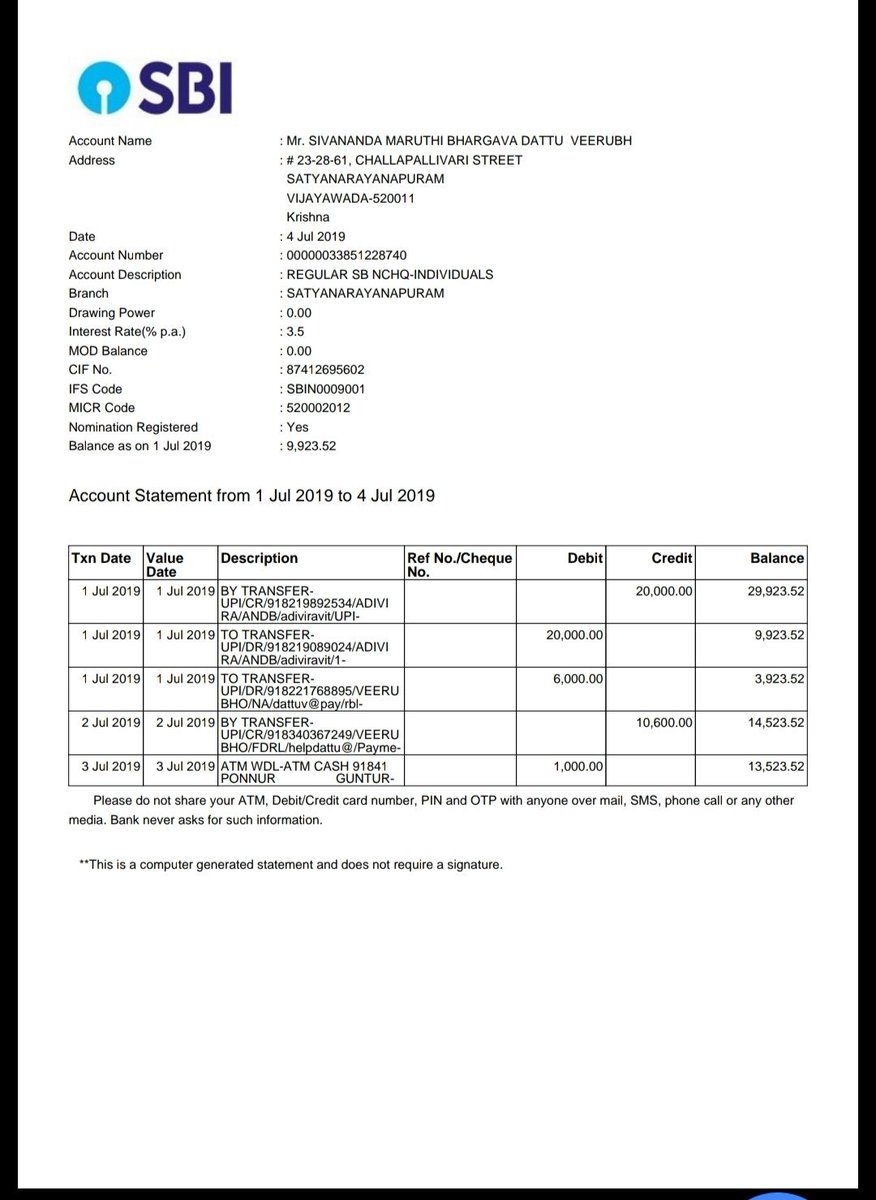 SBI
Account Name : Mr. SIVANANDA MARUTHI BHARGAVA DATTU VEERUBH
Address : # 23-28-61, CHALLAPALLIVARI STREET
SATYANARAYANAPURAM
VIJAYAWADA-520011
Krishna
Date : 4 Jul 2019
Account Number : 00000033851228740
Account Description : REGULAR SB NCHQ-INDIVIDUALS
Branch : SATYANARAYANAPURAM
Drawing Power : 0.00
Interest Rate(% p.a.) : 3.5
MOD Balance : 0.00
CIF No. : 87412695602
IFS Code : SBIN0009001
MICR Code : 520002012
Nomination Registered : Yes
Balance as on 1 Jul 2019 : 9,923.52
Account Statement from 1 Jul 2019 to 4 Jul 2019
Txn Date Value Description Ref No./Cheque Debit Credit Balance
Date No.
1 Jul 2019 1 Jul 2019 BY TRANSFER- 20,000.00 29,923.52
UPI/CR/918219892534/ADIVI
RA/ANDB/adiviravit/UPI-
1 Jul 2019 1 Jul 2019 TO TRANSFER- 20,000.00 9,923.52
UPI/DR/918219089024/ADIVI
RA/ANDB/adiviravit/1-
1 Jul 2019 1 Jul 2019 TO TRANSFER- 6,000.00 3,923.52
UPI/DR/918221768895/VEERU
BHO/NA/dattuv@pay/rbl-
2 Jul 2019 2 Jul 2019 BY TRANSFER- 10,600.00 14,523.52
UPI/CR/918340367249/VEERU
BHO/FDRL/helpdattu@/Payme-
3 Jul 2019 3 Jul 2019 ATM WDL-ATM CASH 91841 1,000.00 13,523.52
PONNUR GUNTUR-
Please do not share your ATM, Debit/Credit card number, PIN and OTP with anyone over mail, SMS, phone call or any other
media. Bank never asks for such information.
**This is a computer generated statement and does not require a signature.